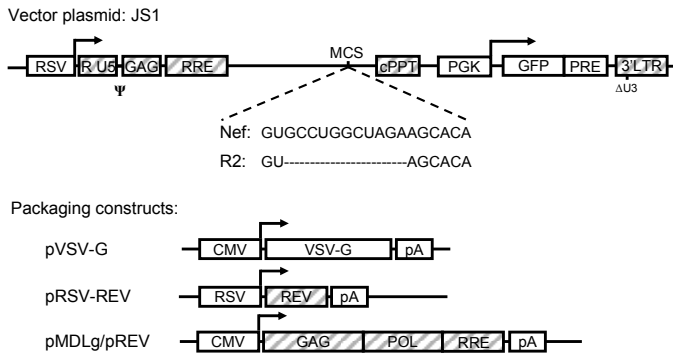 Vector plasmid: JS1
MCS
RSV R U5 GAG RRE cPPT PGK GFP PRE 3'LTR
Ψ ΔU3
Nef: GUGCCUGGCUAGAAGCACA
R2: GU------------------------AGCACA
Packaging constructs:
pVSV-G CMV VSV-G pA
pRSV-REV RSV REV pA
pMDLg/pREV CMV GAG POL RRE pA